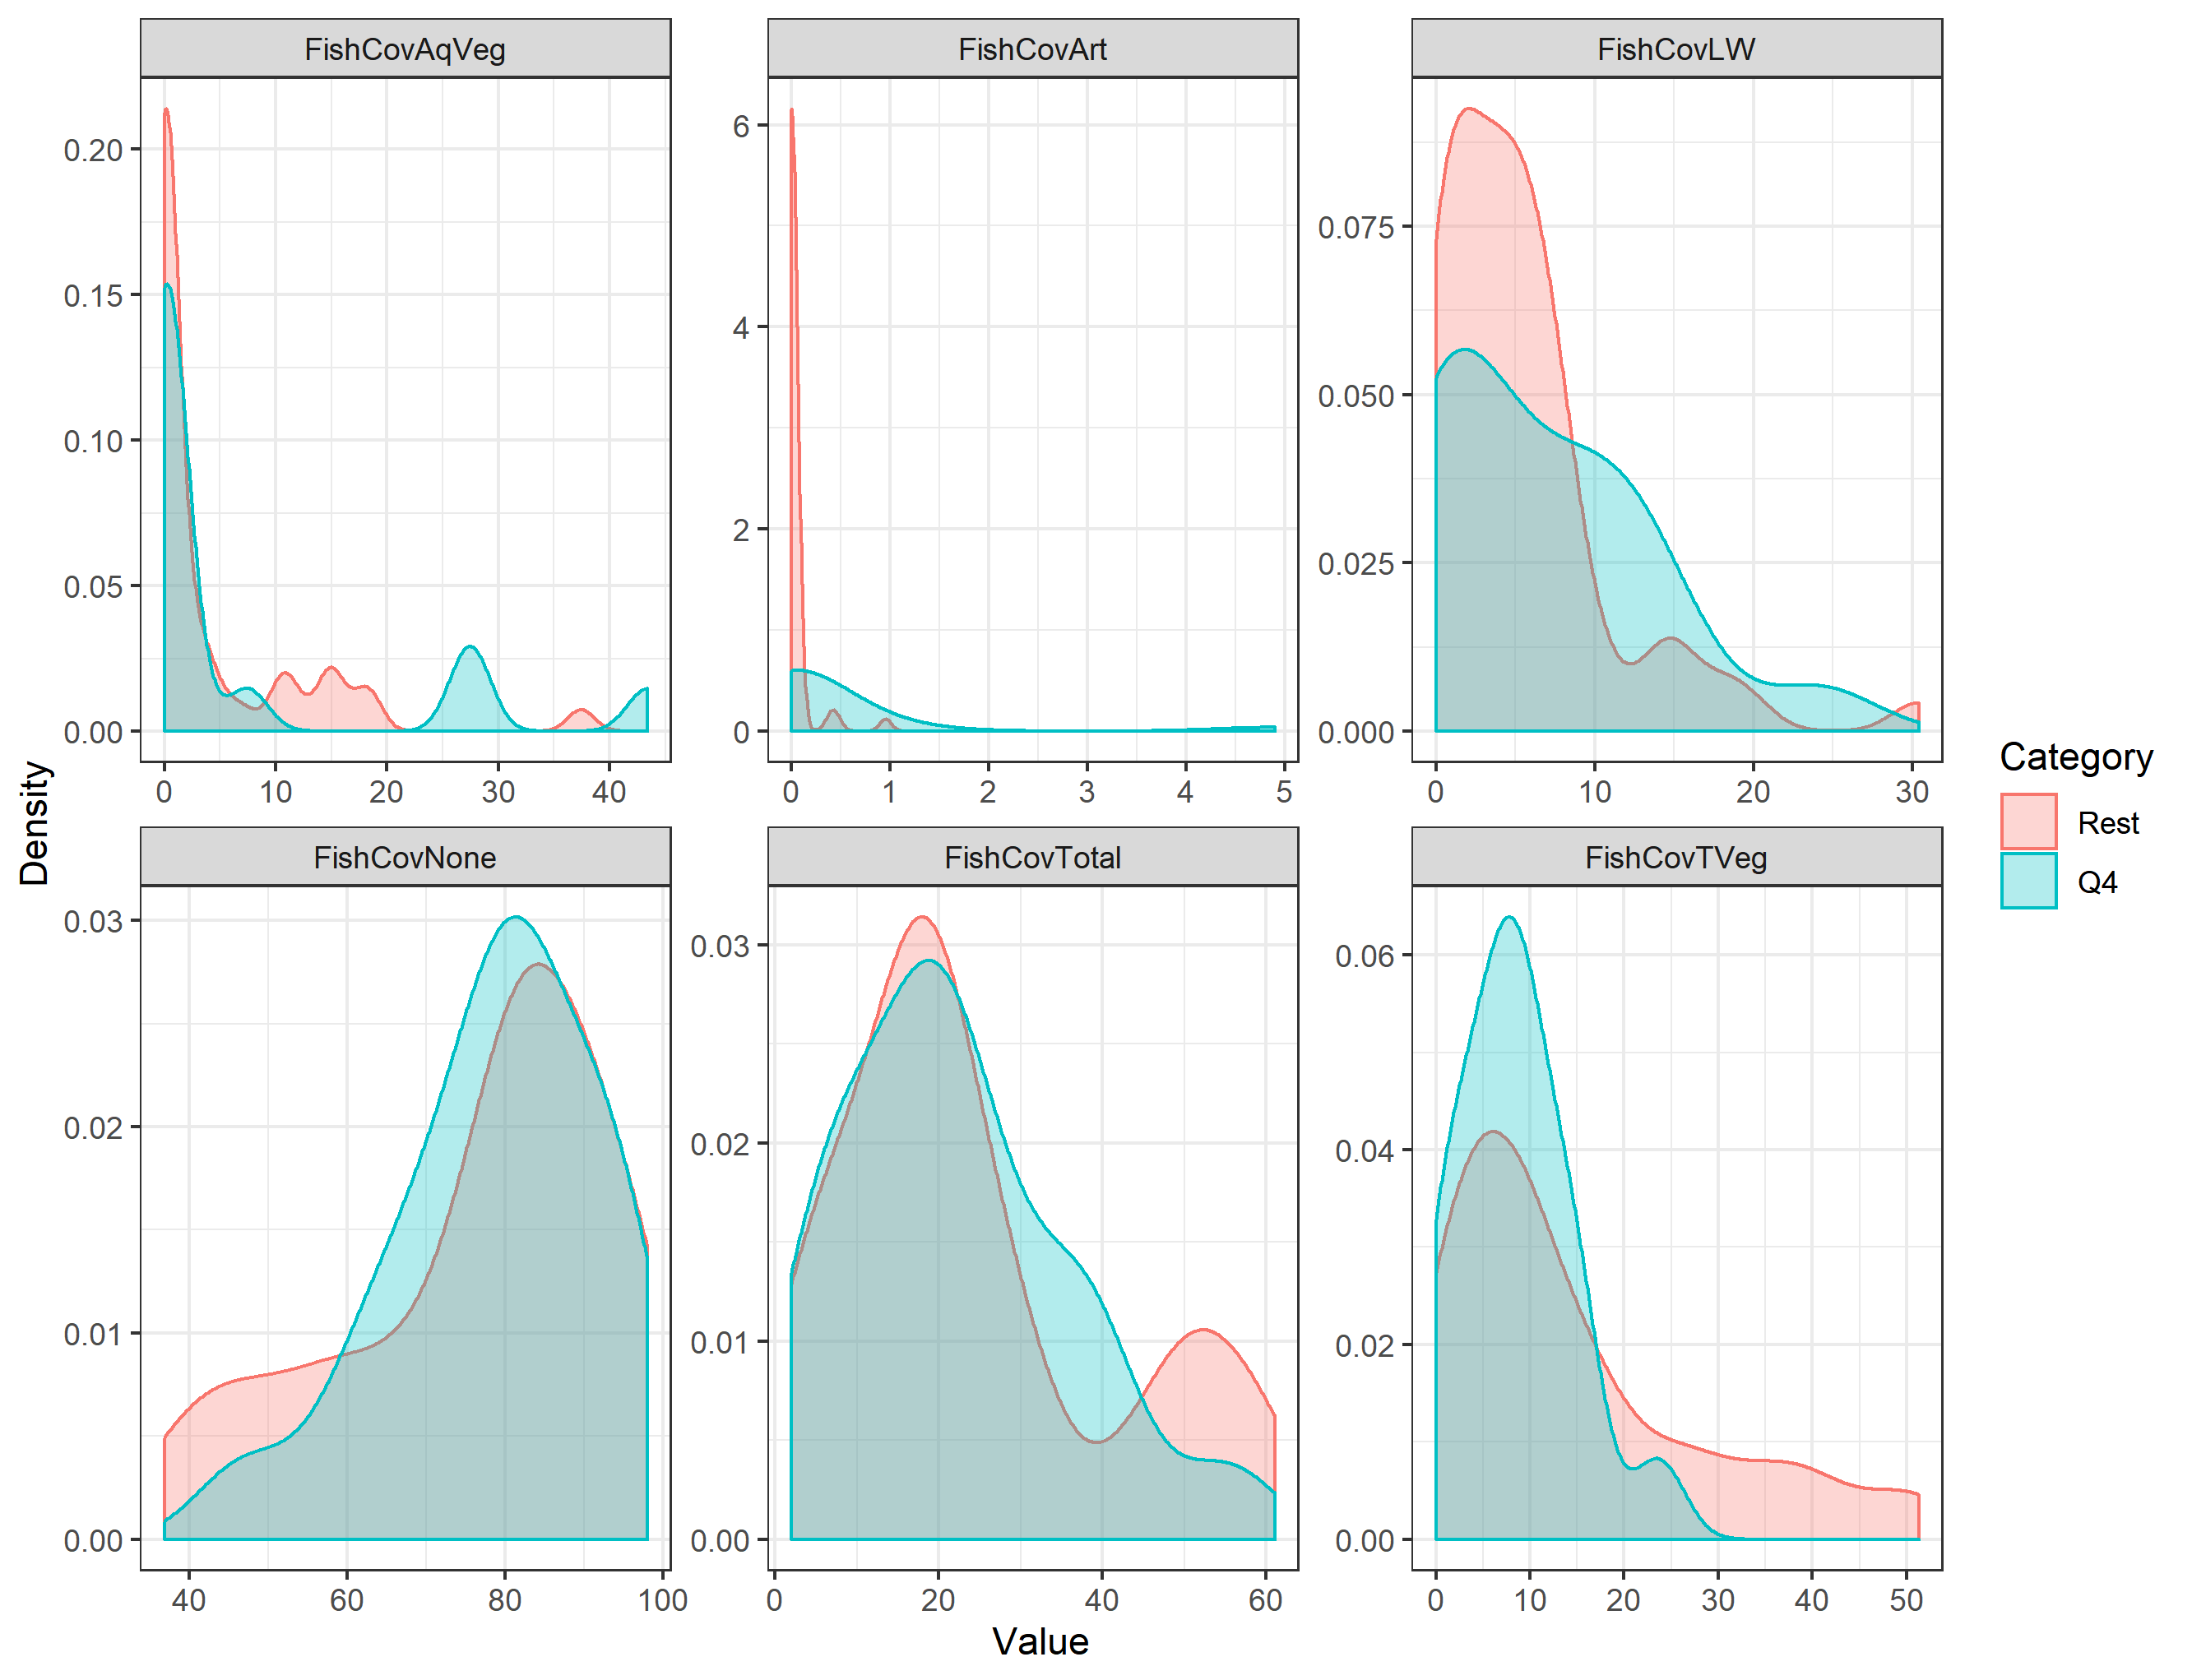 FishCovAqVeg FishCovArt FishCovLW
0.20
0.15
0.10
0.05
0.00
6
4
2
0
0.075
0.050
0.025
0.000
0 10 20 30 40
0 1 2 3 4 5
0 10 20 30
FishCovNone FishCovTotal FishCovTVeg
0.03
0.02
0.01
0.00
0.03
0.02
0.01
0.00
0.06
0.04
0.02
0.00
40 60 80 100
0 20 40 60
0 10 20 30 40 50
Density
Value
Category
Rest
Q4